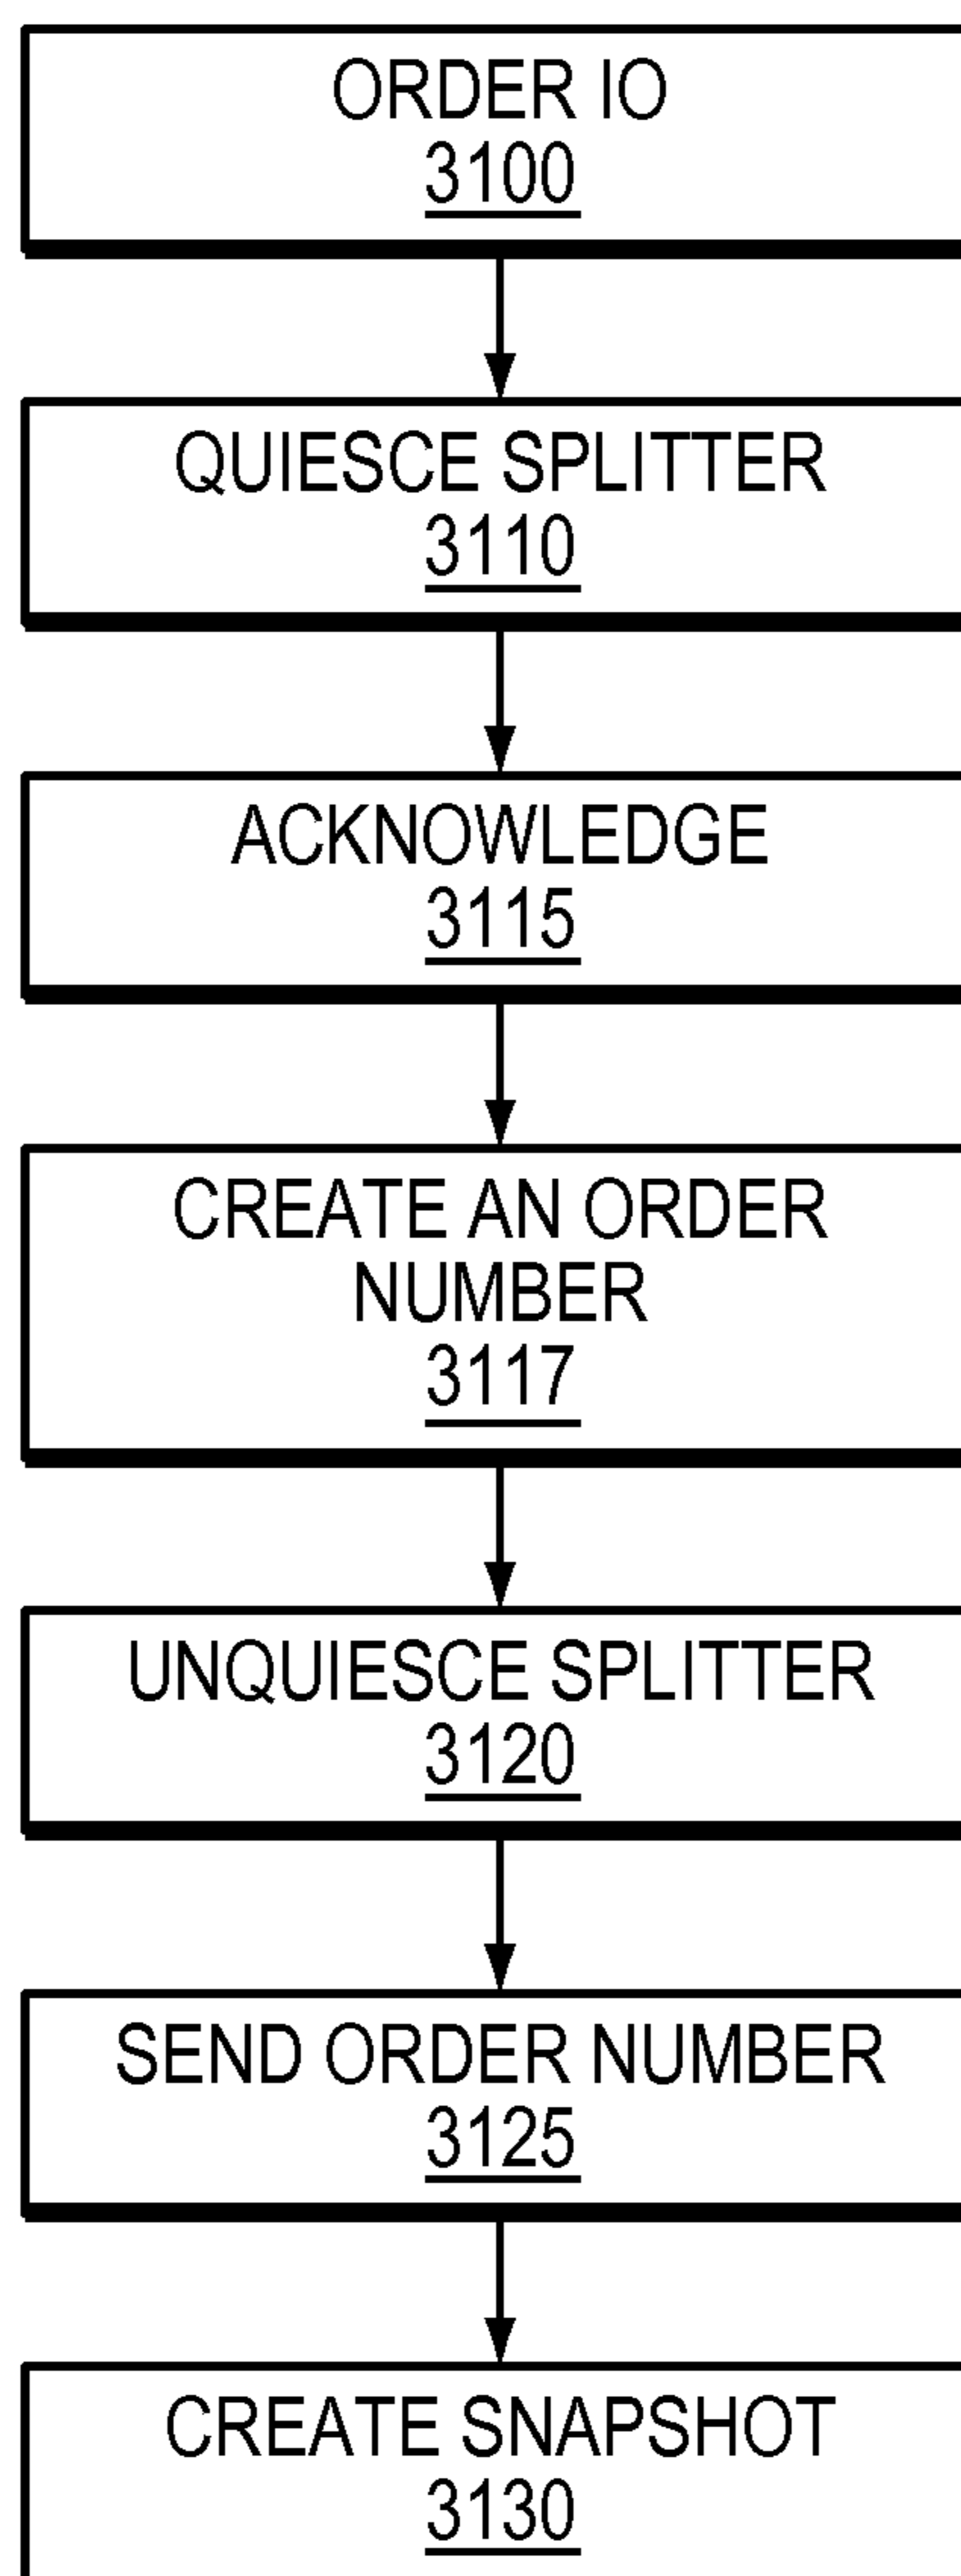 ORDER IO
3100
QUIESCE SPLITTER
3110
ACKNOWLEDGE
3115
CREATE AN ORDER
NUMBER
3117
UNQUIESCE SPLITTER
3120
SEND ORDER NUMBER
3125
CREATE SNAPSHOT
3130